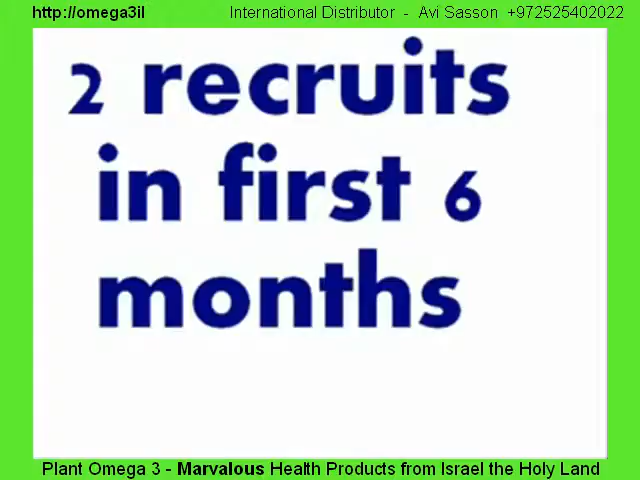 http://omega3il International Distributor - Avi Sasson +972525402022
2 recruits
in first 6
months
Plant Omega 3 - Marvalous Health Products from Israel the Holy Land